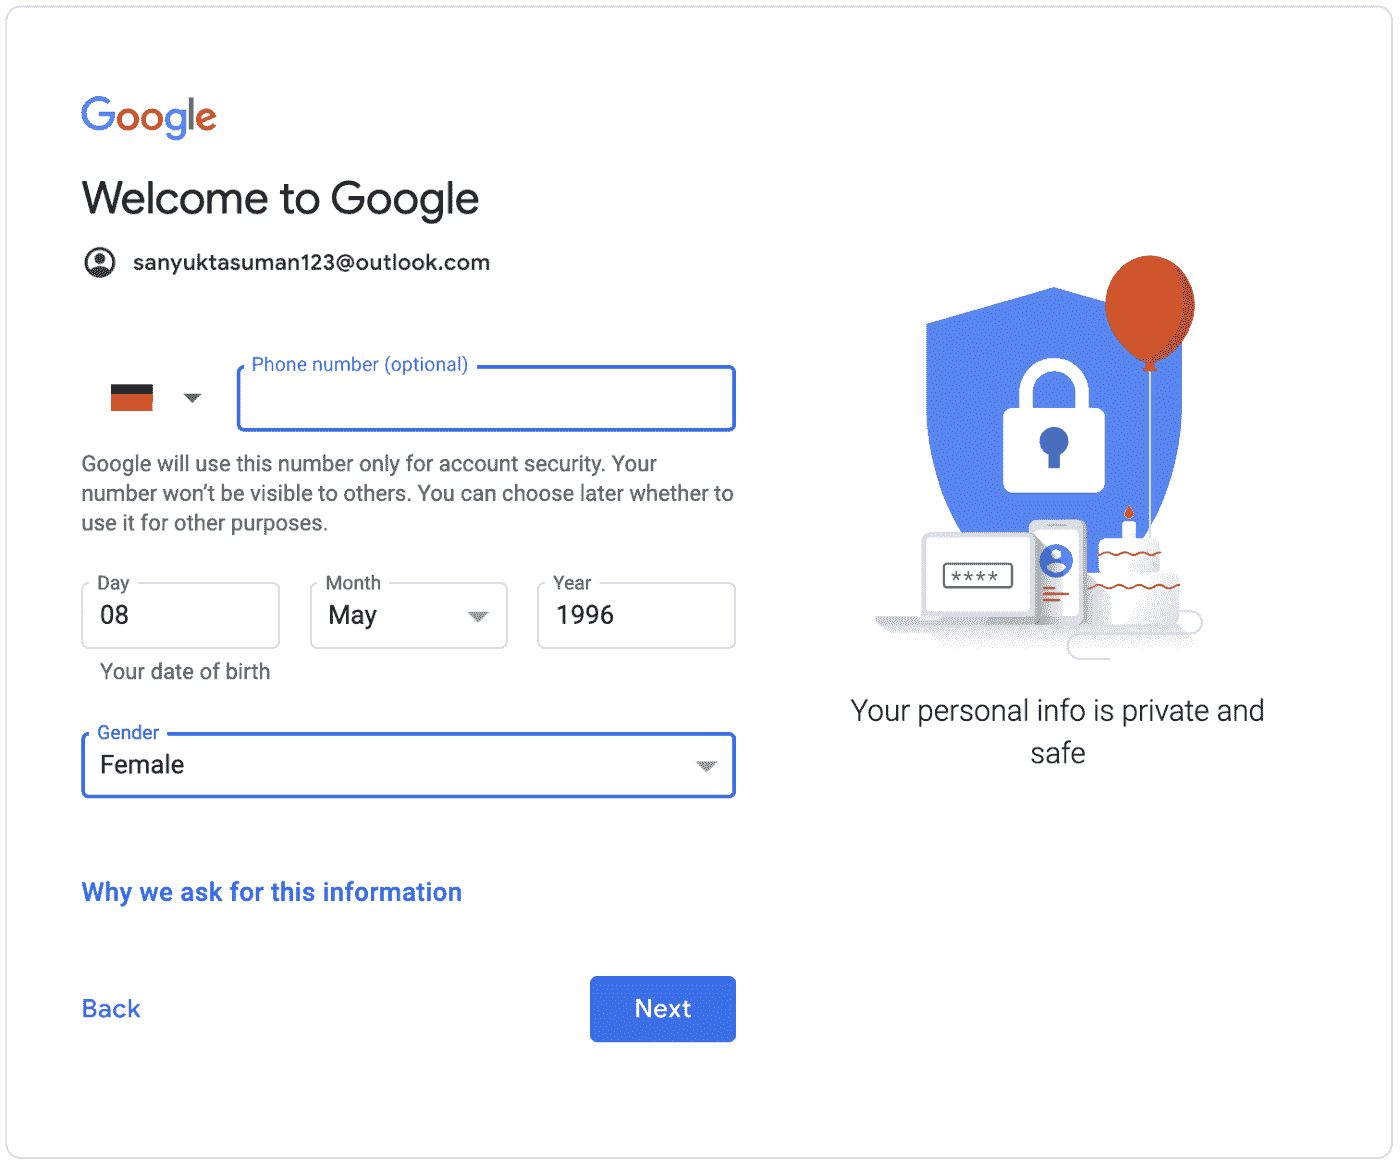 Google
Welcome to Google
sanyuktasuman123@outlook.com
Phone number (optional)
Google will use this number only for account security. Your
number won't be visible to others. You can choose later whether to
use it for other purposes.
Day
08
Month
May
Year
1996
Your date of birth
Gender
Female
Why we ask for this information
Back
Next
****
Your personal info is private and
safe